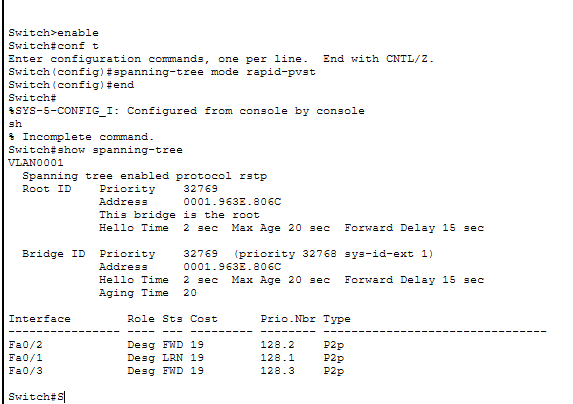 Switch>enable
Switch#conf t
Enter configuration commands, one per line.  End with CNTL/Z.
Switch(config)#spanning-tree mode rapid-pvst
Switch(config)#end
Switch#
%SYS-5-CONFIG_I: Configured from console by console
sh
% Incomplete command.
Switch#show spanning-tree
VLAN0001
  Spanning tree enabled protocol rstp
  Root ID    Priority    32769
             Address     0001.963E.806C
             This bridge is the root
             Hello Time  2 sec  Max Age 20 sec  Forward Delay 15 sec

  Bridge ID  Priority    32769  (priority 32768 sys-id-ext 1)
             Address     0001.963E.806C
             Hello Time  2 sec  Max Age 20 sec  Forward Delay 15 sec
             Aging Time  20

Interface        Role Sts Cost      Prio.Nbr Type
---------------- ---- --- --------- -------- --------------------------------
Fa0/2            Desg FWD 19        128.2    P2p
Fa0/1            Desg LRN 19        128.1    P2p
Fa0/3            Desg FWD 19        128.3    P2p

Switch#S